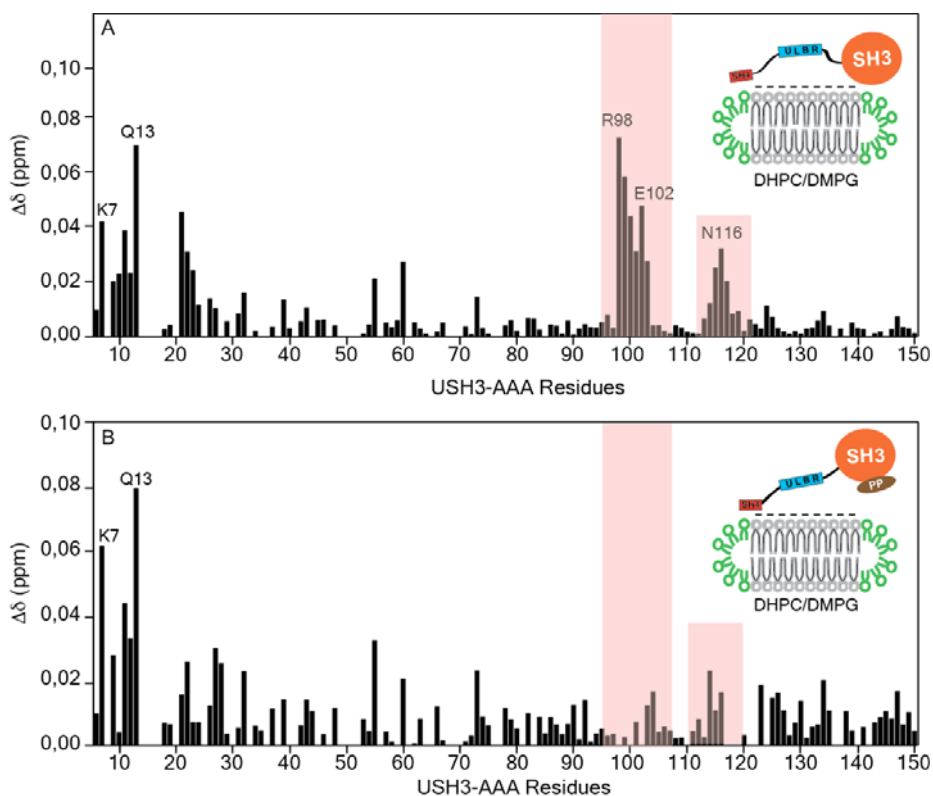 A
0,10
0,08
0,06
0,04
0,02
0,00
Δδ (ppm)
K7
Q13
R98
E102
N116
SH4
ULBR
SH3
DHPC/DMPG
10 20 30 40 50 60 70 80 90 100 110 120 130 140 150
USH3-AAA Residues
B
0,10
0,08
0,06
0,04
0,02
0,00
Δδ (ppm)
K7
Q13
SH4
ULBR
SH3
PP
DHPC/DMPG
10 20 30 40 50 60 70 80 90 100 110 120 130 140 150
USH3-AAA Residues